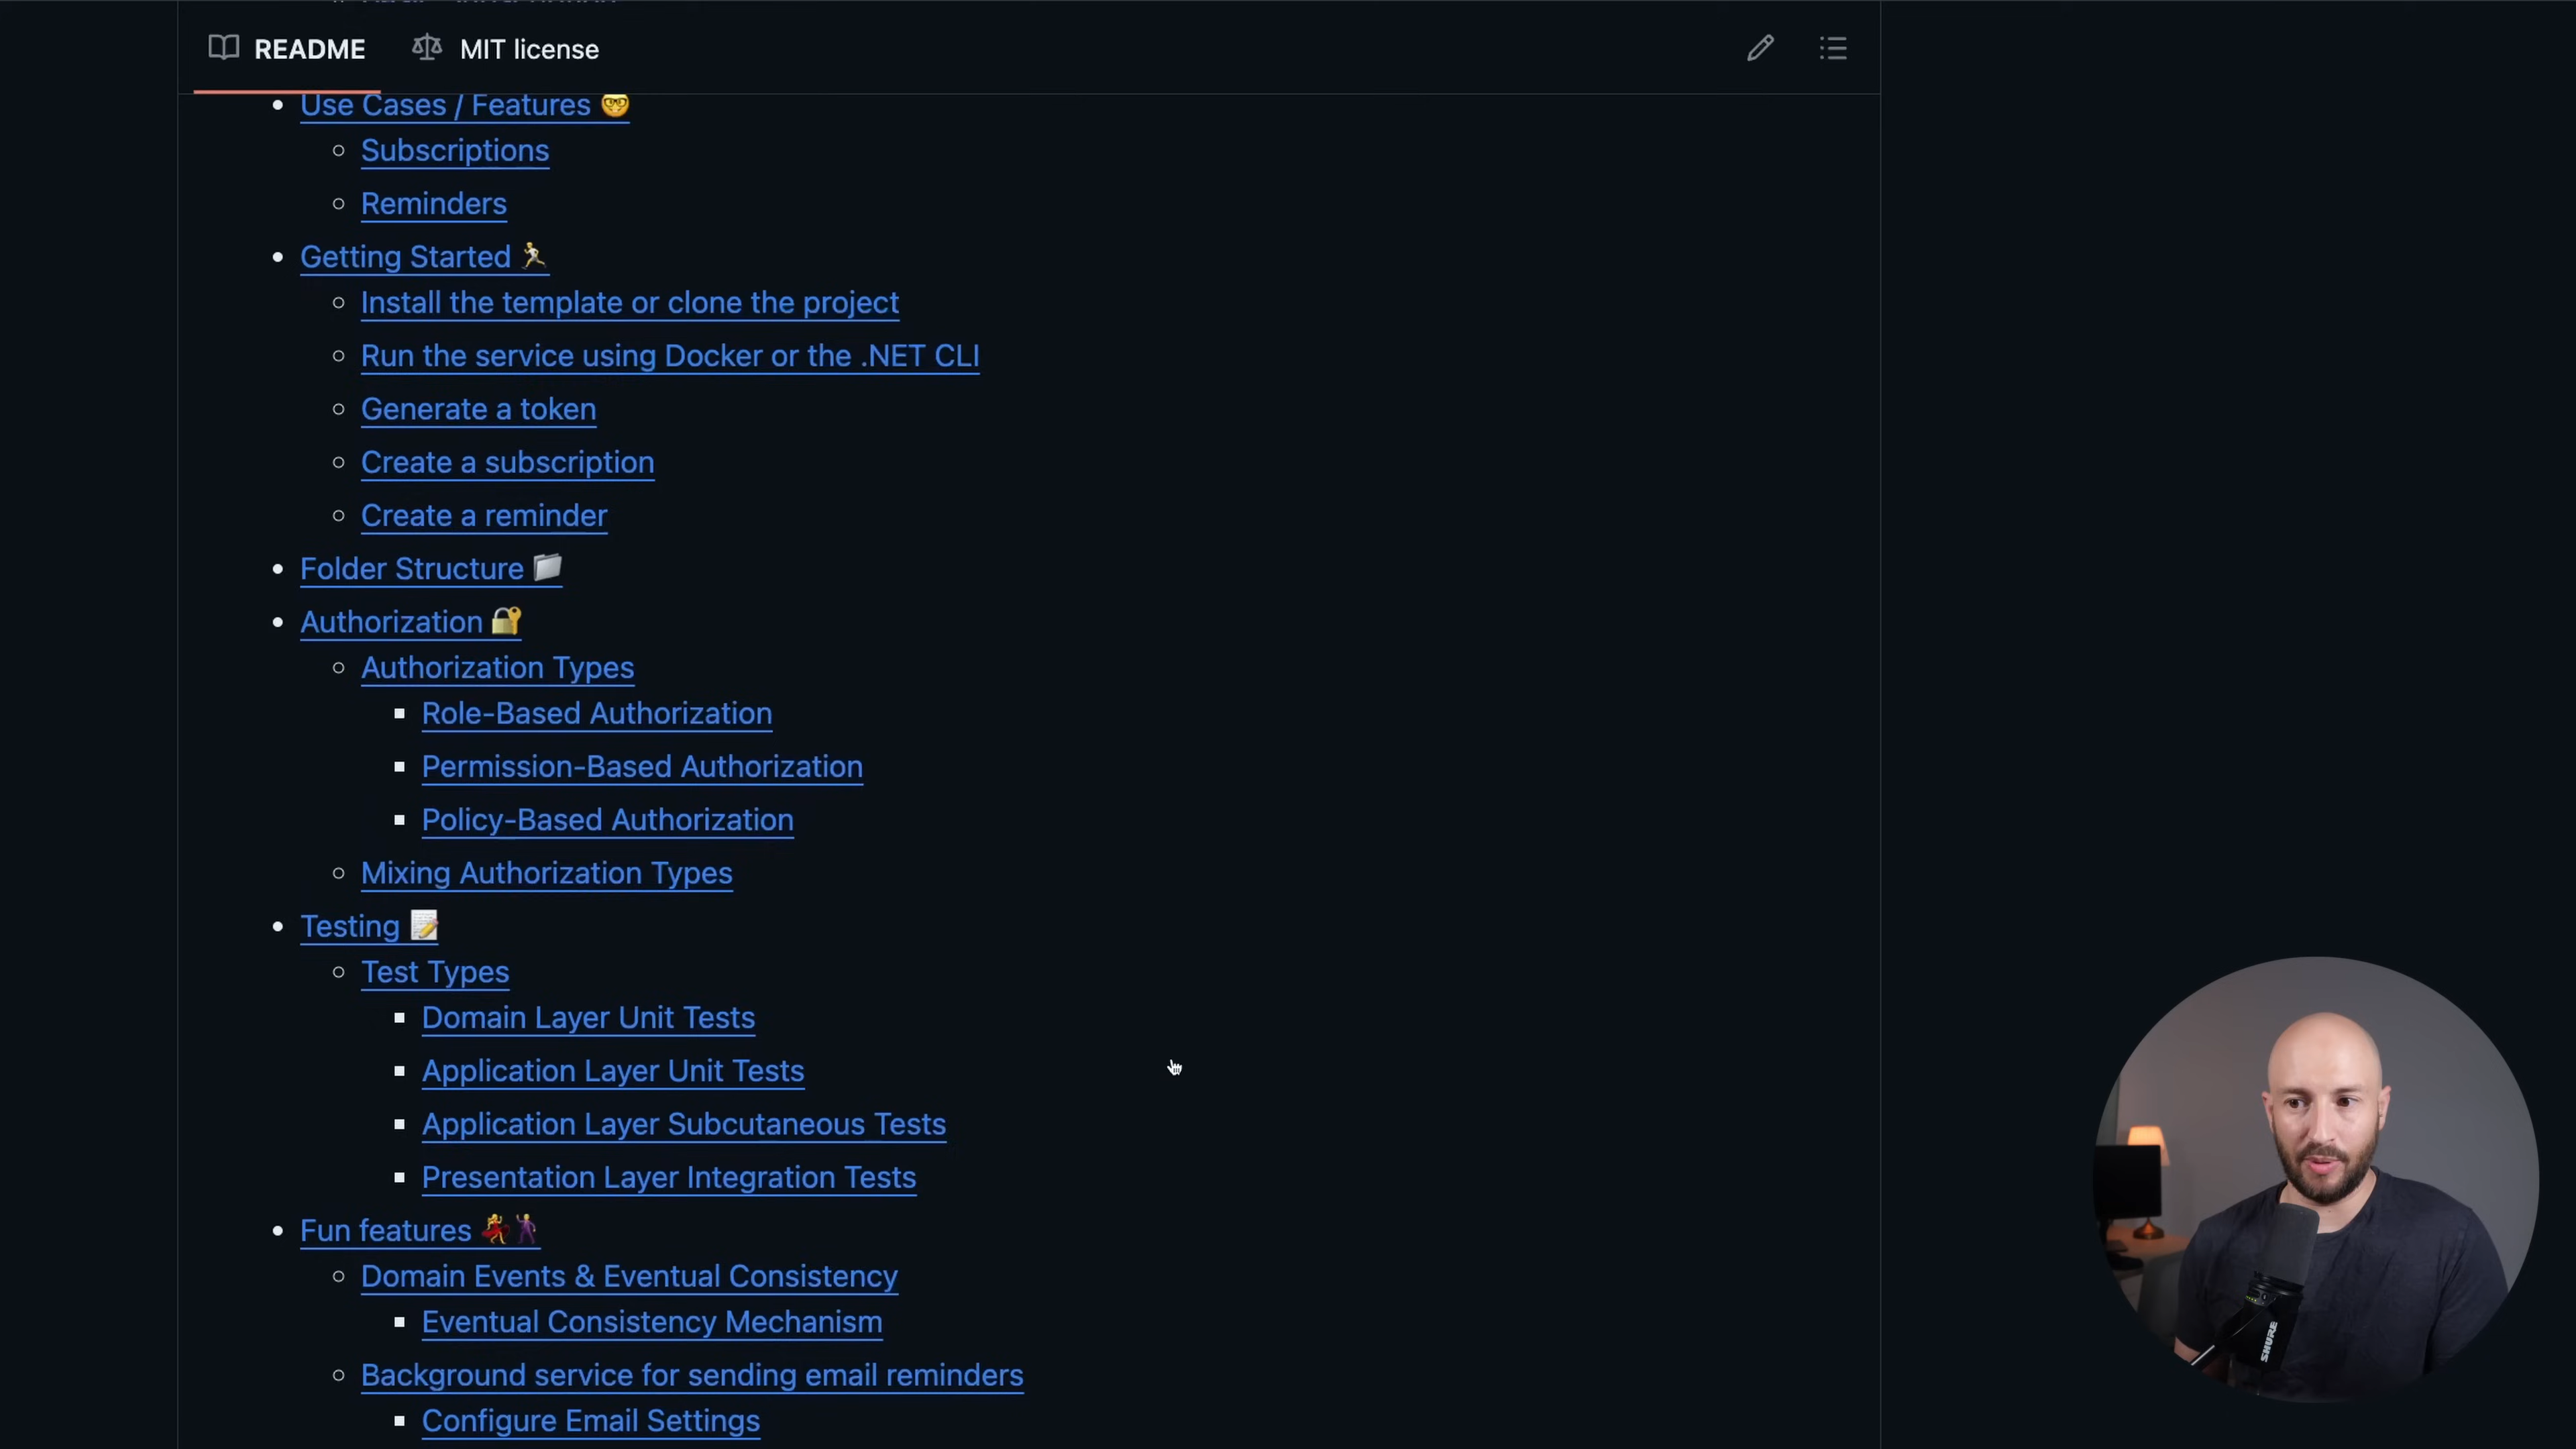 README MIT license
Use Cases / Features 🤓
Subscriptions
Reminders
Getting Started 🏃
Install the template or clone the project
Run the service using Docker or the .NET CLI
Generate a token
Create a subscription
Create a reminder
Folder Structure 📁
Authorization 🔐
Authorization Types
Role-Based Authorization
Permission-Based Authorization
Policy-Based Authorization
Mixing Authorization Types
Testing 📝
Test Types
Domain Layer Unit Tests
Application Layer Unit Tests
Application Layer Subcutaneous Tests
Presentation Layer Integration Tests
Fun features 💃🕺
Domain Events & Eventual Consistency
Eventual Consistency Mechanism
Background service for sending email reminders
Configure Email Settings
SHURE